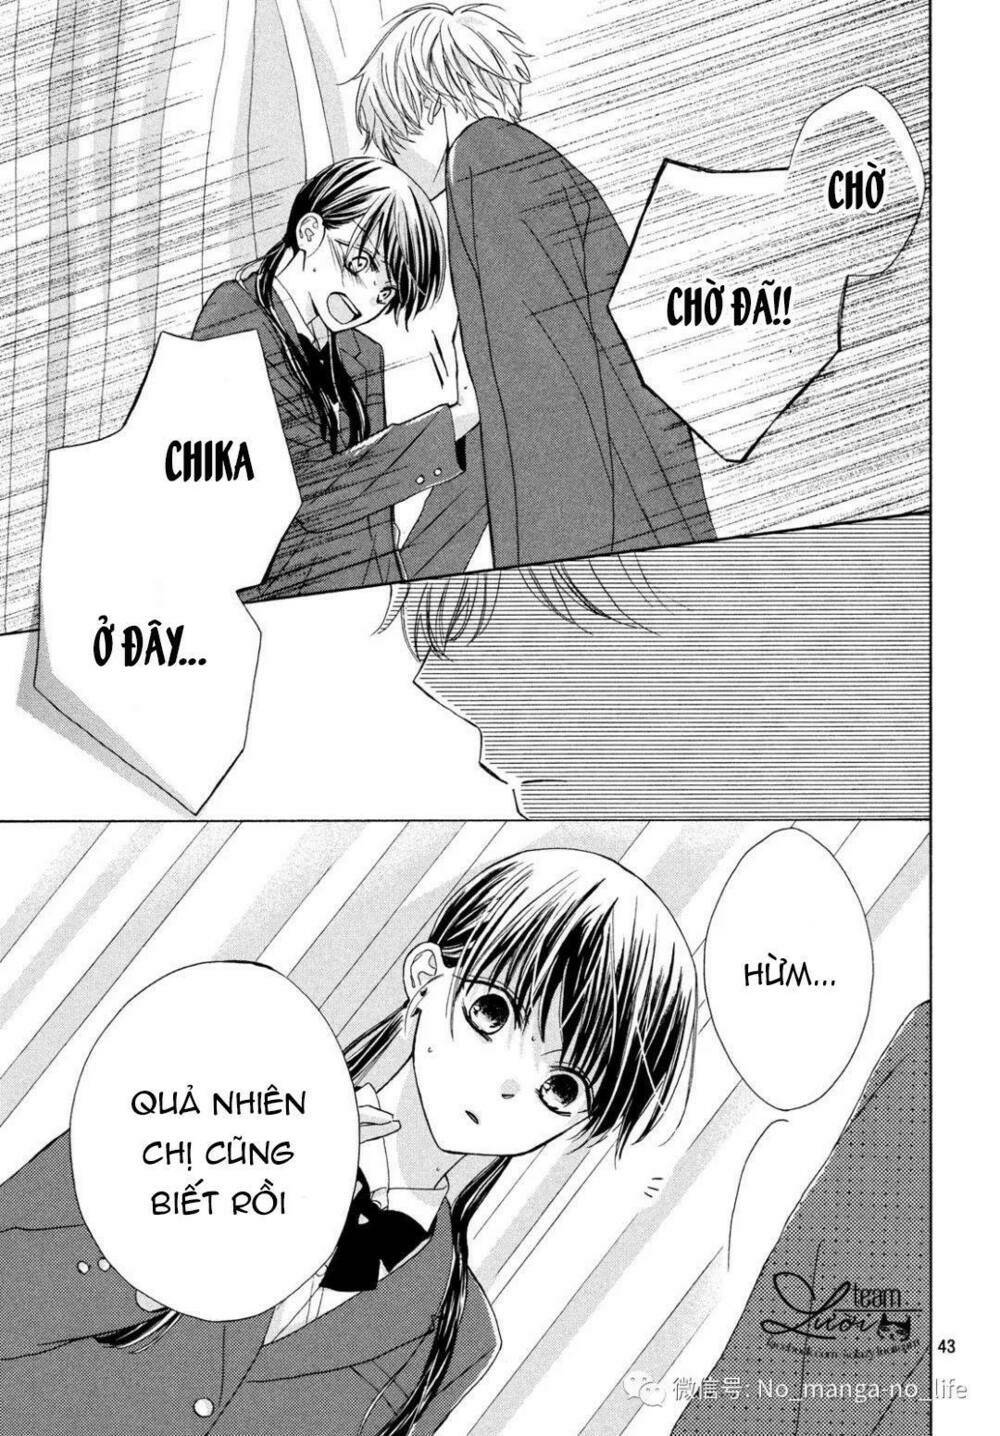 CHỜ
CHỜ ĐÃ!!
CHIKA
Ở ĐÂY...
HỪM...
QUẢ NHIÊN
CHỊ CŨNG
BIẾT RỒI
team
Lười
43
微信号: No_manga-no_life